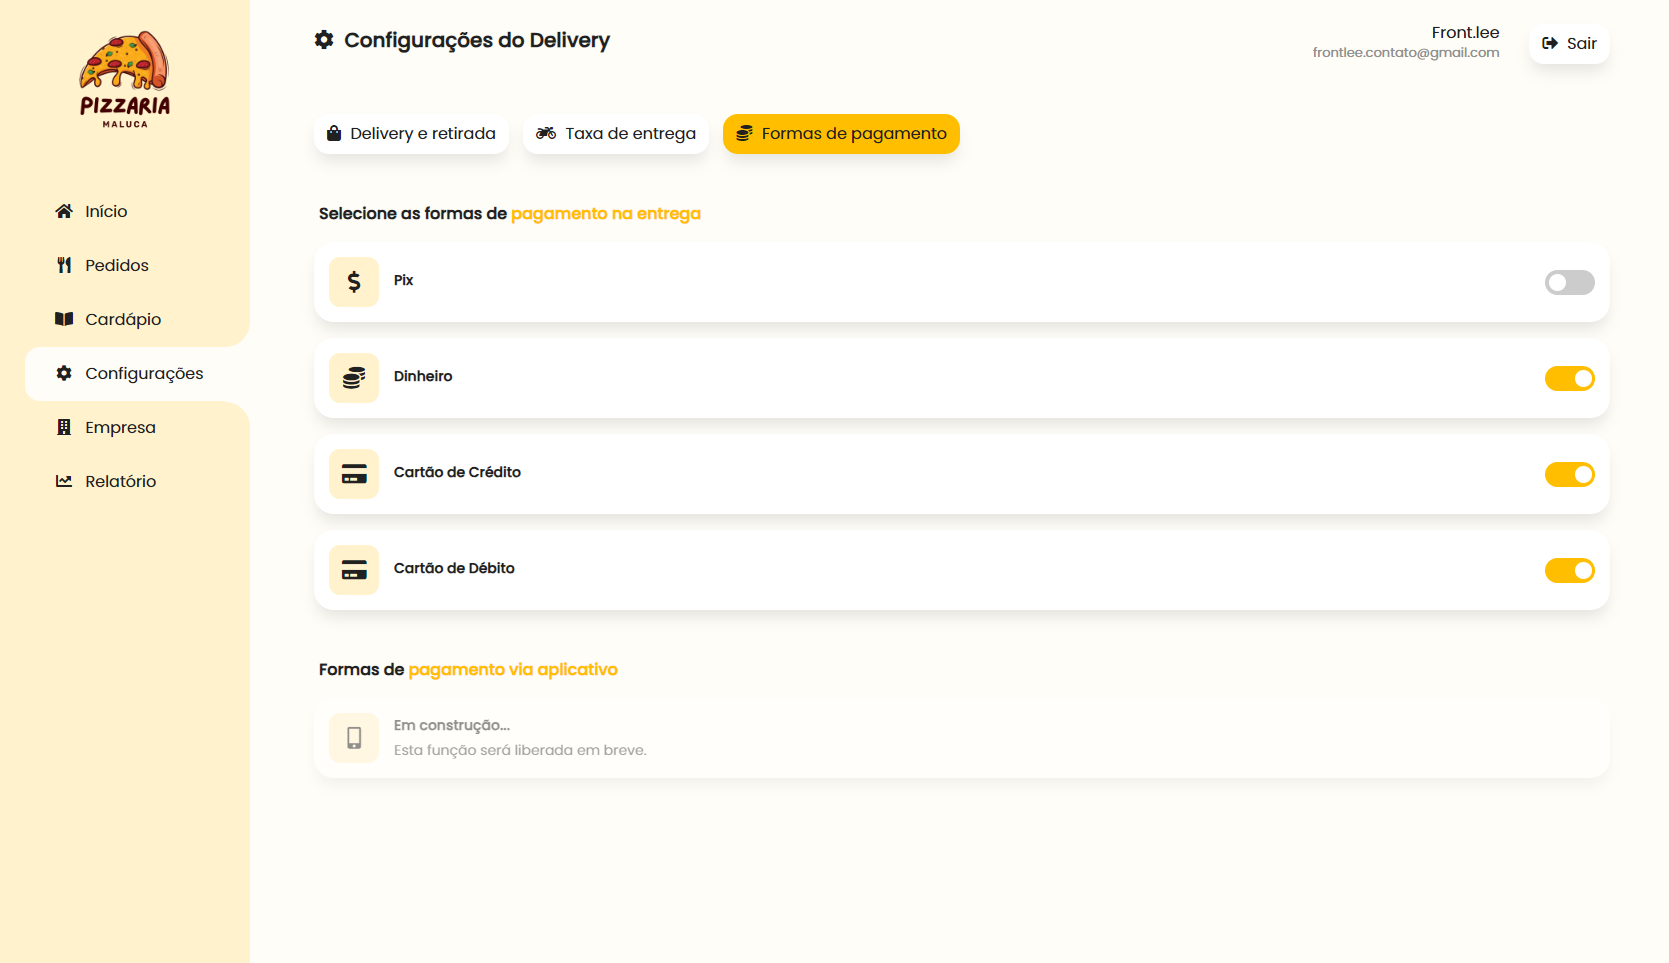 PIZZARIA
MALUCA
Início
Pedidos
Cardápio
Configurações
Empresa
Relatório
Configurações do Delivery
Front.lee
frontlee.contato@gmail.com
Sair
Delivery e retirada
Taxa de entrega
Formas de pagamento
Selecione as formas de pagamento na entrega
Pix
Dinheiro
Cartão de Crédito
Cartão de Débito
Formas de pagamento via aplicativo
Em construção...
Esta função será liberada em breve.